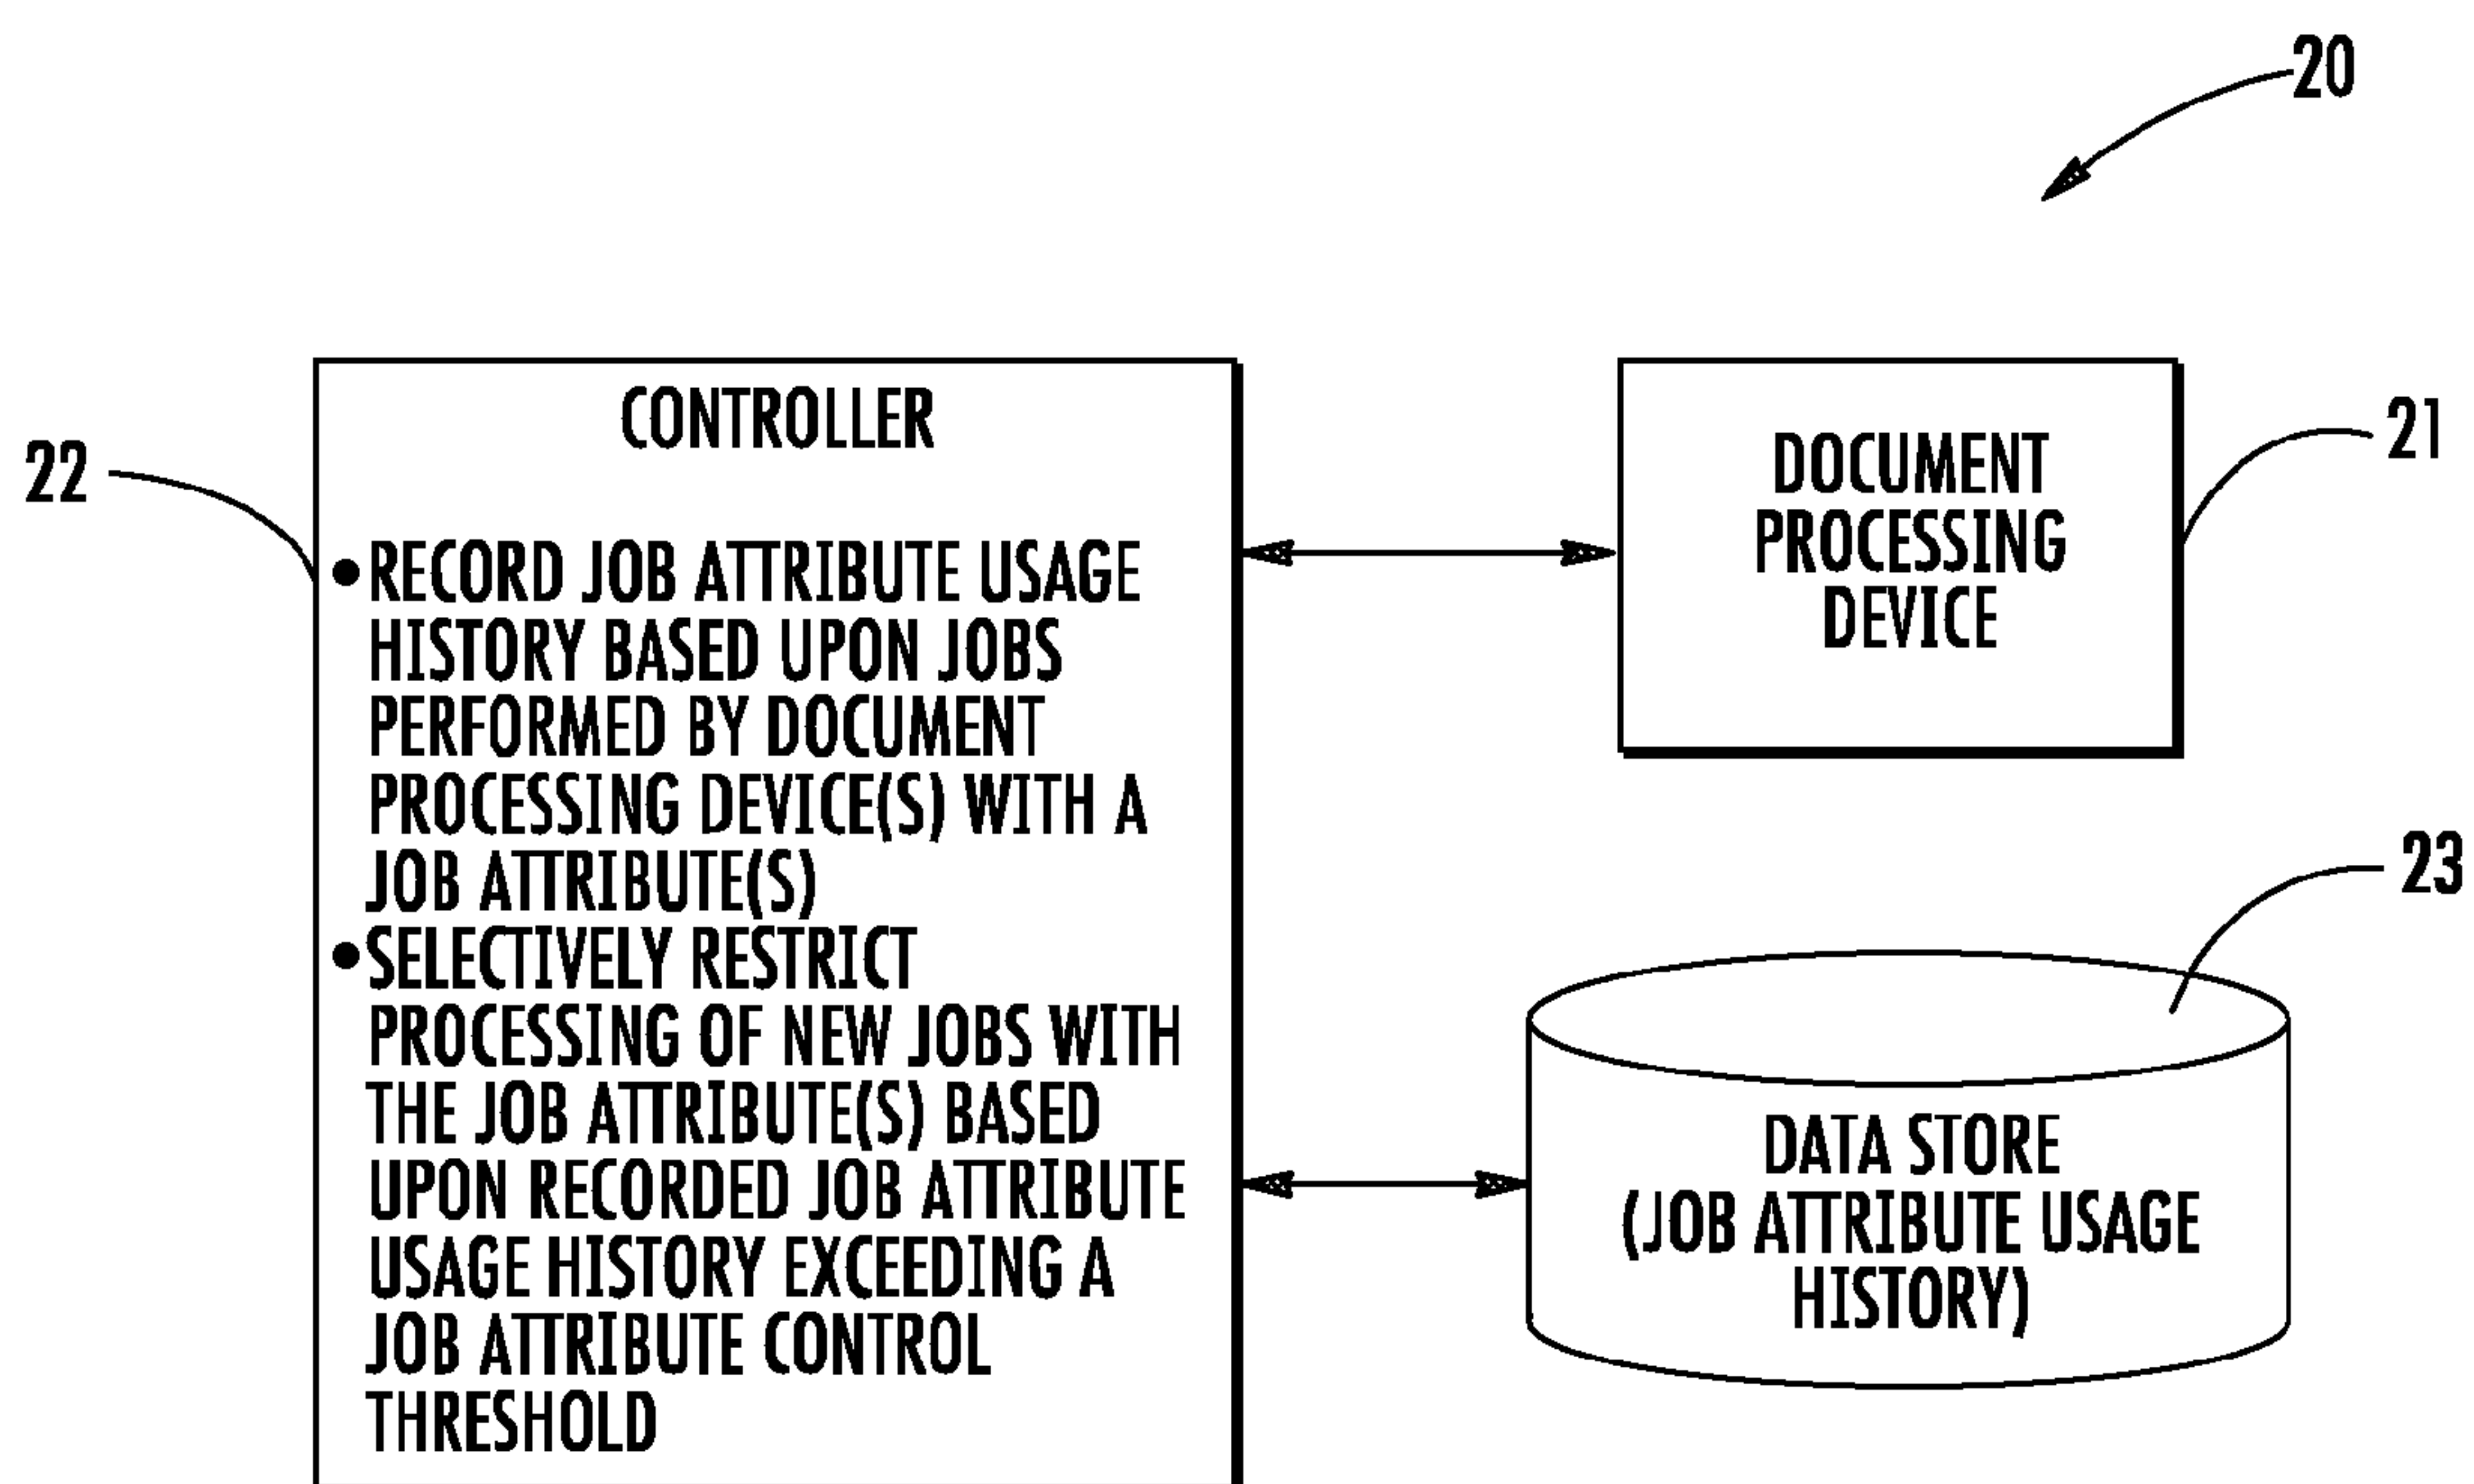 20
CONTROLLER
22
● RECORD JOB ATTRIBUTE USAGE
HISTORY BASED UPON JOBS
PERFORMED BY DOCUMENT
PROCESSING DEVICE(S) WITH A
JOB ATTRIBUTE(S)
● SELECTIVELY RESTRICT
PROCESSING OF NEW JOBS WITH
THE JOB ATTRIBUTE(S) BASED
UPON RECORDED JOB ATTRIBUTE
USAGE HISTORY EXCEEDING A
JOB ATTRIBUTE CONTROL
THRESHOLD
DOCUMENT
PROCESSING
DEVICE
21
23
DATA STORE
(JOB ATTRIBUTE USAGE
HISTORY)